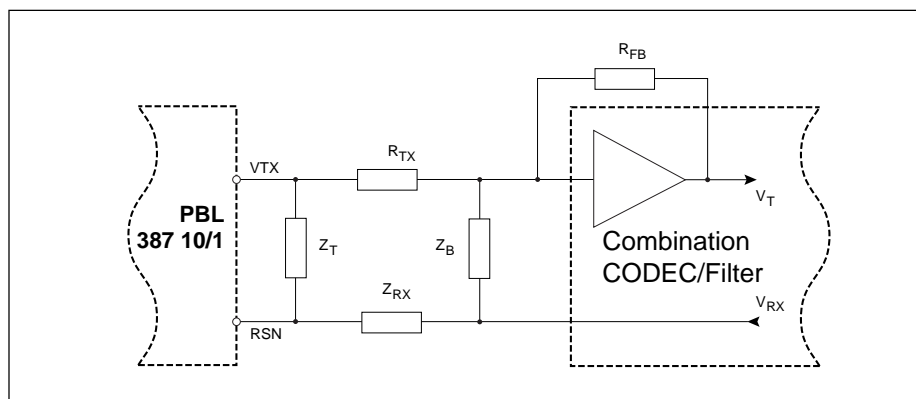 R_FB
R_TX
VTX
PBL
387 10/1
Z_T
Z_B
V_T
Combination
CODEC/Filter
Z_RX
V_RX
RSN